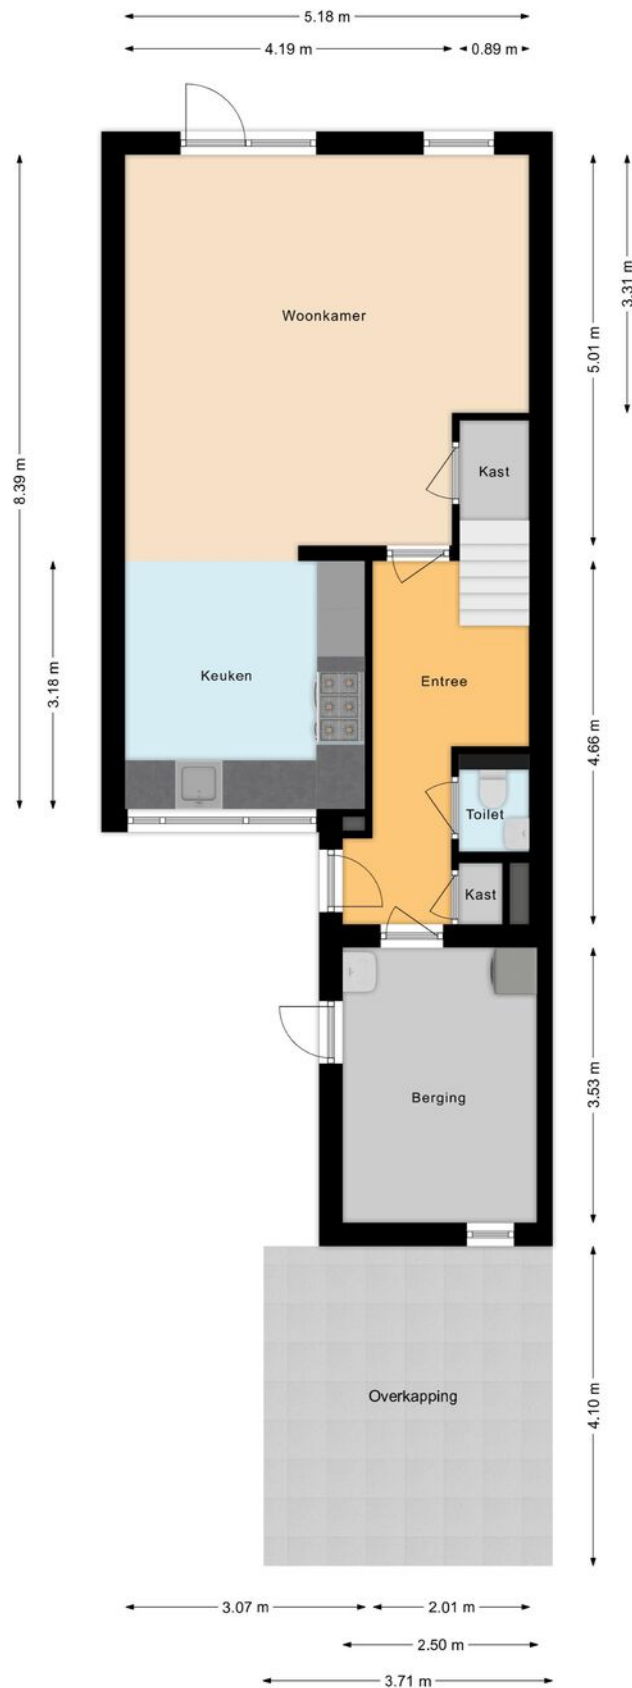 5.18 m
4.19 m
0.89 m
8.39 m
3.18 m
5.01 m
3.31 m
Woonkamer
Kast
Keuken
Entree
4.66 m
Toilet
Kast
Berging
3.53 m
Overkapping
4.10 m
3.07 m
2.01 m
2.50 m
3.71 m